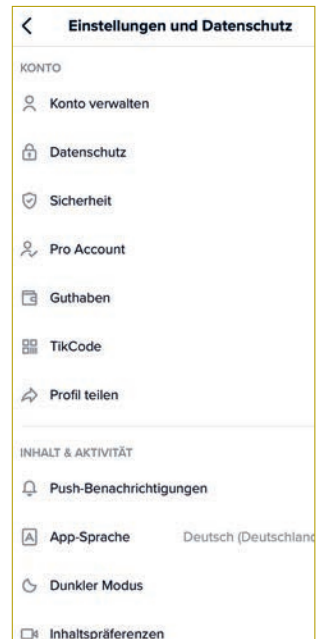 Einstellungen und Datenschutz
KONTO
Konto verwalten
Datenschutz
Sicherheit
Pro Account
Guthaben
TikCode
Profil teilen
INHALT & AKTIVITÄT
Push-Benachrichtigungen
App-Sprache Deutsch (Deutschland
Dunkler Modus
Inhaltspräferenzen